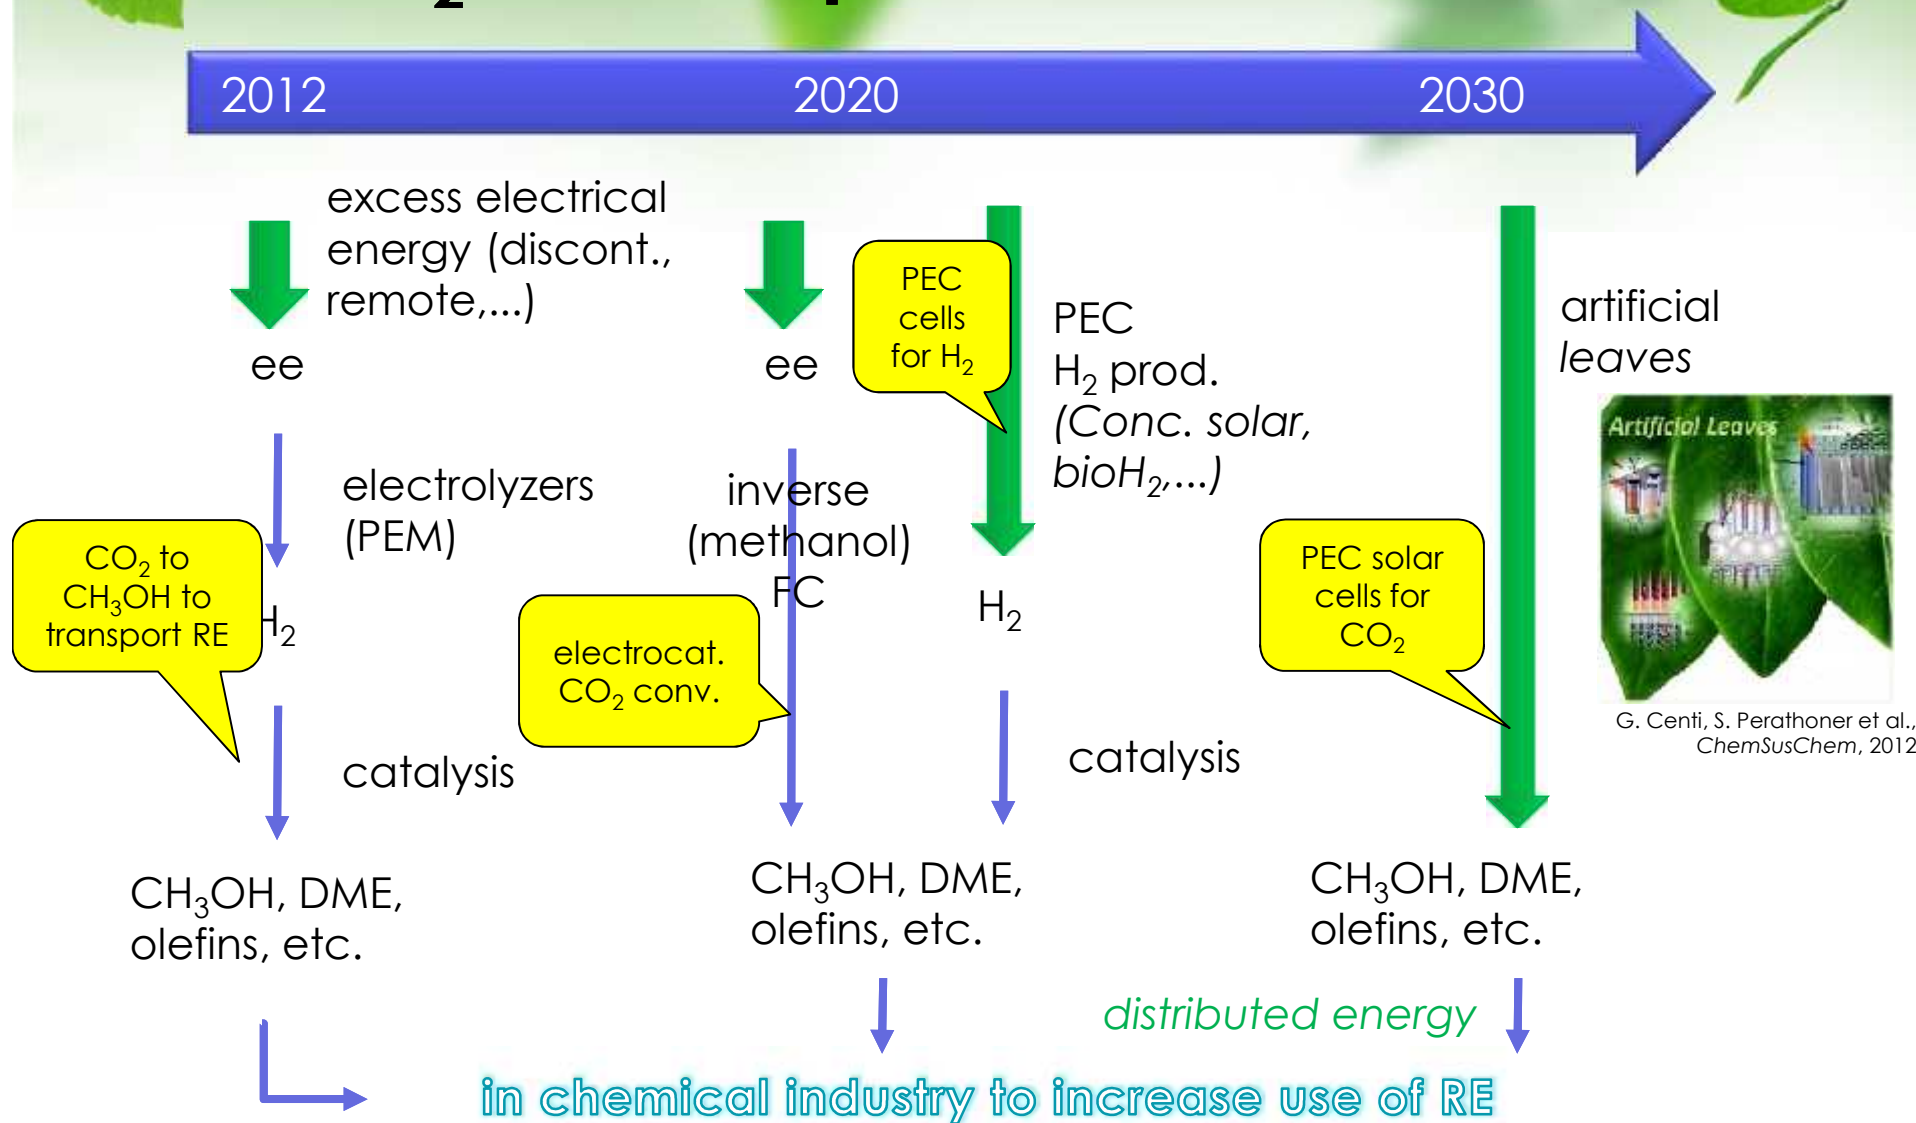 2012
2020
2030
excess electrical
energy (discont.,
remote,...)
ee
electrolyzers
(PEM)
CO₂ to
CH₃OH to
transport RE
H₂
catalysis
CH₃OH, DME,
olefins, etc.
ee
inverse
(methanol)
FC
electrocat.
CO₂ conv.
PEC
cells
for H₂
PEC
H₂ prod.
(Conc. solar,
bioH₂,...)
H₂
catalysis
CH₃OH, DME,
olefins, etc.
artificial
leaves
Artificial Leaves
G. Centi, S. Perathoner et al.,
ChemSusChem, 2012
PEC solar
cells for
CO₂
CH₃OH, DME,
olefins, etc.
distributed energy
in chemical industry to increase use of RE